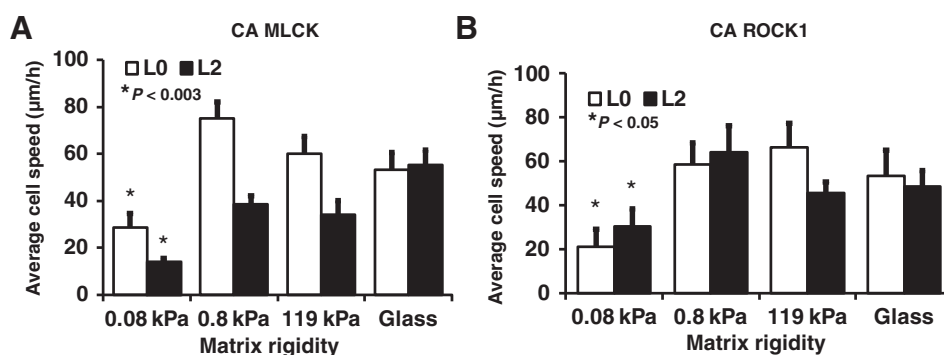 A
CA MLCK
Average cell speed (µm/h)
100
80
60
40
20
0
L0 L2
*P < 0.003
*
*
0.08 kPa 0.8 kPa 119 kPa Glass
Matrix rigidity
B
CA ROCK1
Average cell speed (µm/h)
100
80
60
40
20
0
L0 L2
*P < 0.05
*
*
0.08 kPa 0.8 kPa 119 kPa Glass
Matrix rigidity